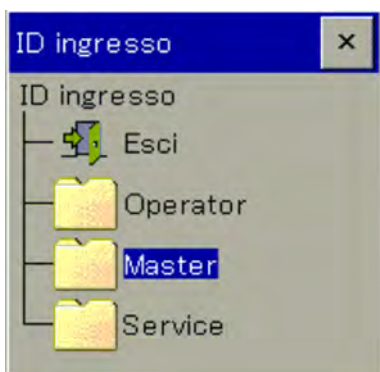 ID ingresso
ID ingresso
Esci
Operator
Master
Service